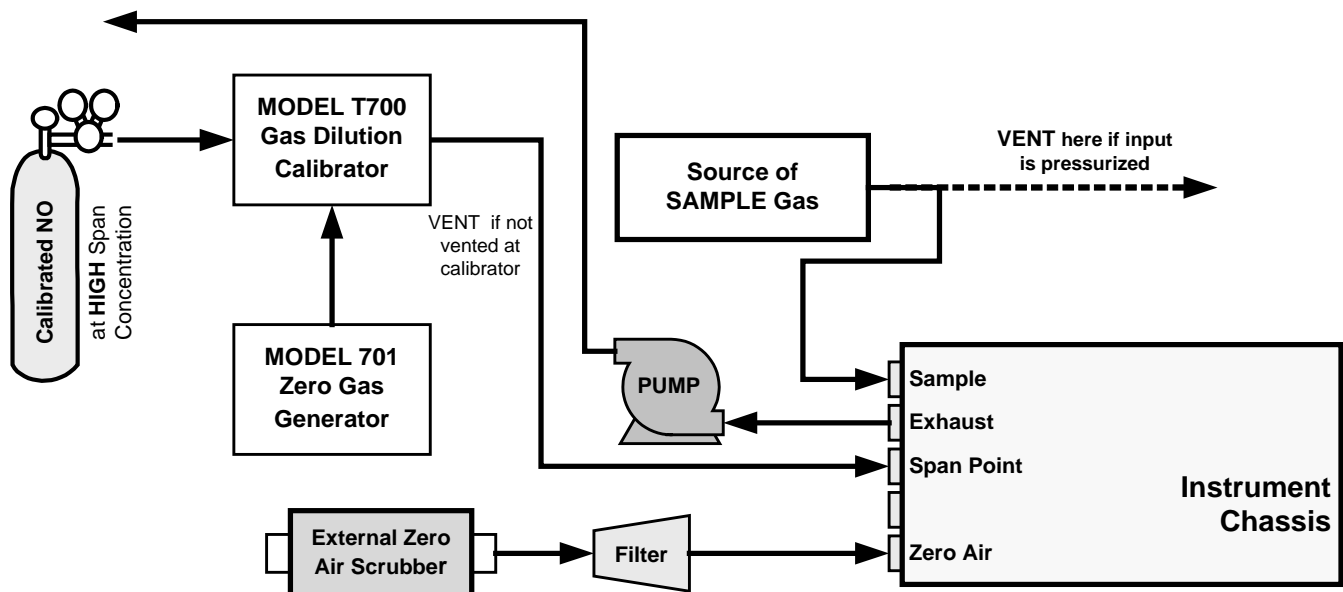 MODEL T700
Gas Dilution
Calibrator
Calibrated NO
at HIGH Span
Concentration
VENT if not
vented at
calibrator
MODEL 701
Zero Gas
Generator
Source of
SAMPLE Gas
VENT here if input
is pressurized
PUMP
Sample
Exhaust
Span Point
Zero Air
Instrument
Chassis
External Zero
Air Scrubber
Filter